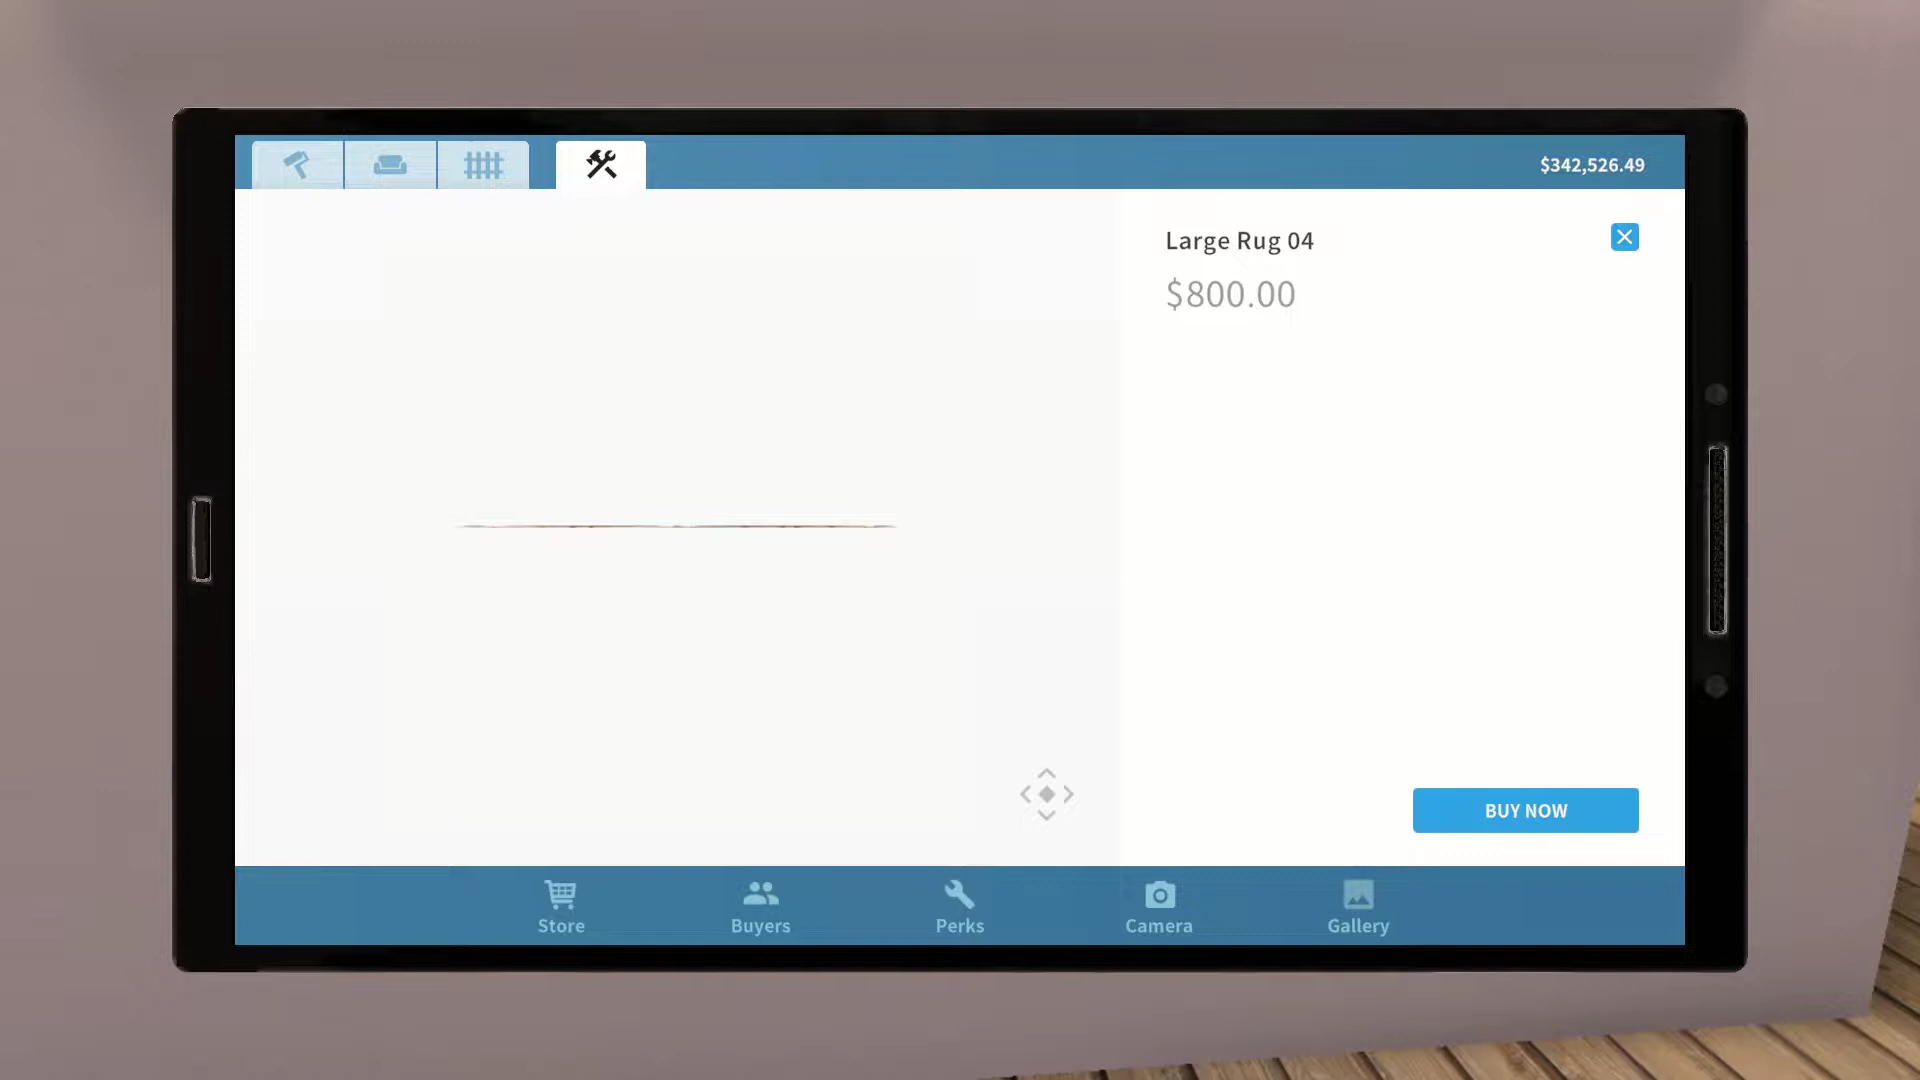 $342,526.49
Large Rug 04
$800.00
BUY NOW
Store
Buyers
Perks
Camera
Gallery